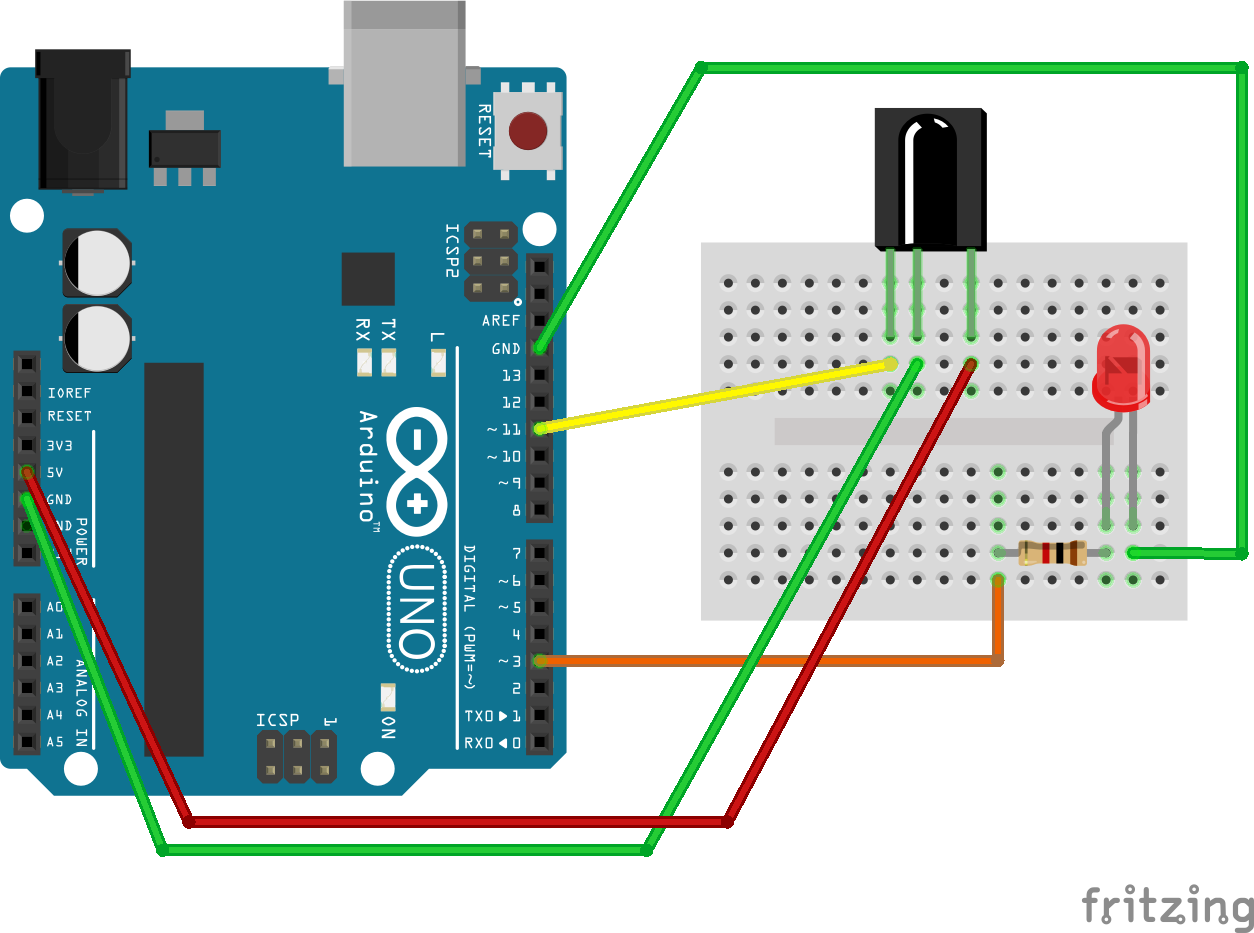 RESET
ICSP2
AREF
GND
13
12
~11
~10
~9
8
RX
TX
L
IOREF
RESET
3V3
5V
GND
POWER
Arduino™
UNO
DIGITAL (PWM=~)
7
~6
~5
4
~3
2
TX0▶1
RX0◀0
A0
A1
A2
A3
A4
A5
ANALOG IN
ICSP
1
ON
fritzing